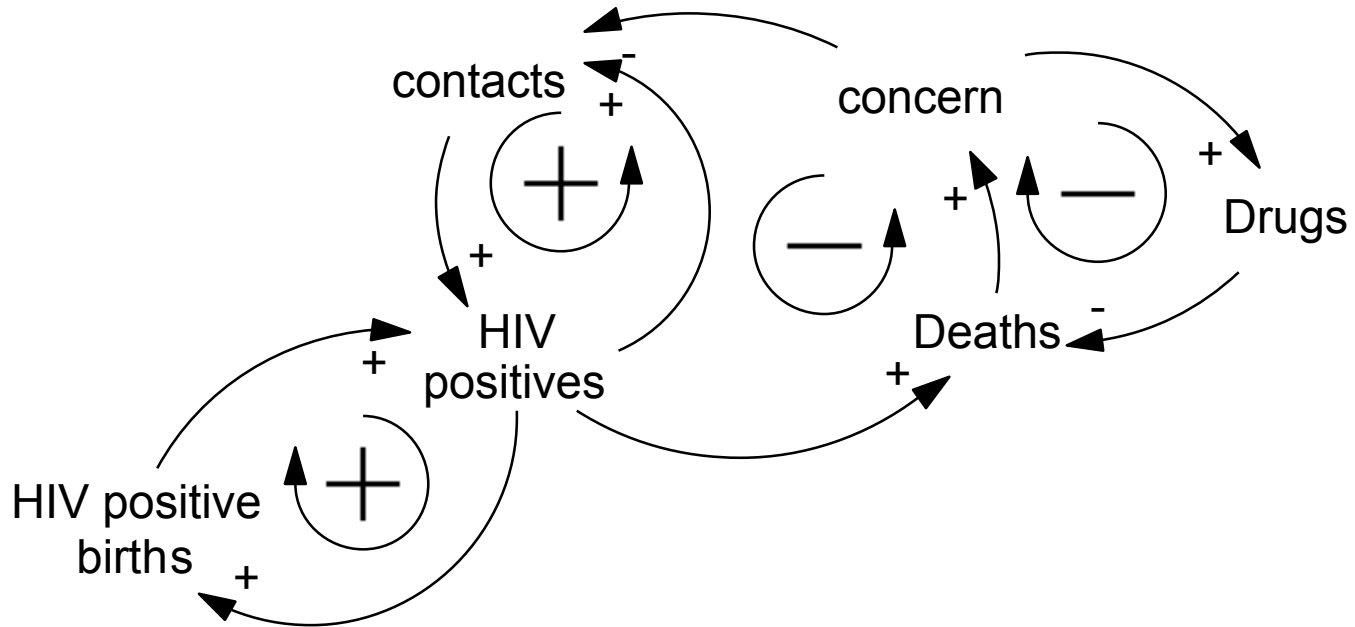 -
contacts
+
concern
+
+
-
+
Drugs
+
-
HIV
positives
Deaths
+
+
+
HIV positive
births
+